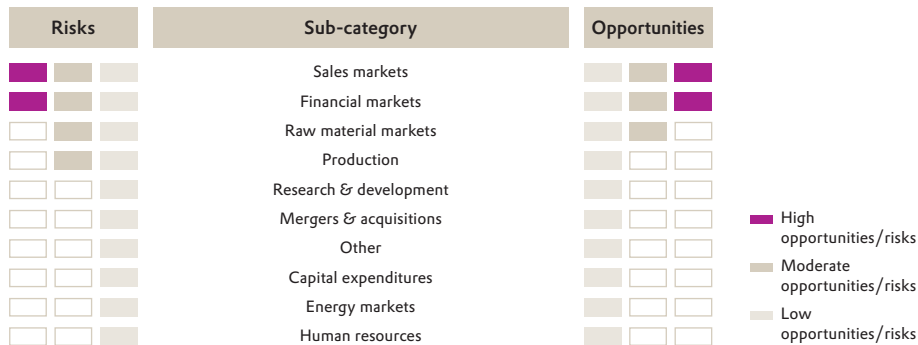 Risks
Sub-category
Opportunities
Sales markets
Financial markets
Raw material markets
Production
Research & development
Mergers & acquisitions
Other
Capital expenditures
Energy markets
Human resources
High
opportunities/risks
Moderate
opportunities/risks
Low
opportunities/risks